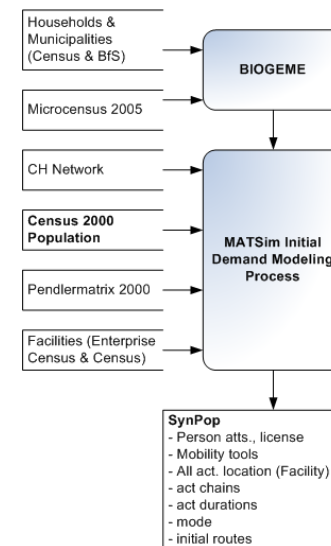 Households &
Municipalities
(Census & BfS)
BIOGEME
Microcensus 2005
CH Network
Census 2000
Population
MATSim Initial
Demand Modeling
Process
Pendlermatrix 2000
Facilities (Enterprise
Census & Census)
SynPop
- Person atts., license
- Mobility tools
- All act. location (Facility)
- act chains
- act durations
- mode
- initial routes